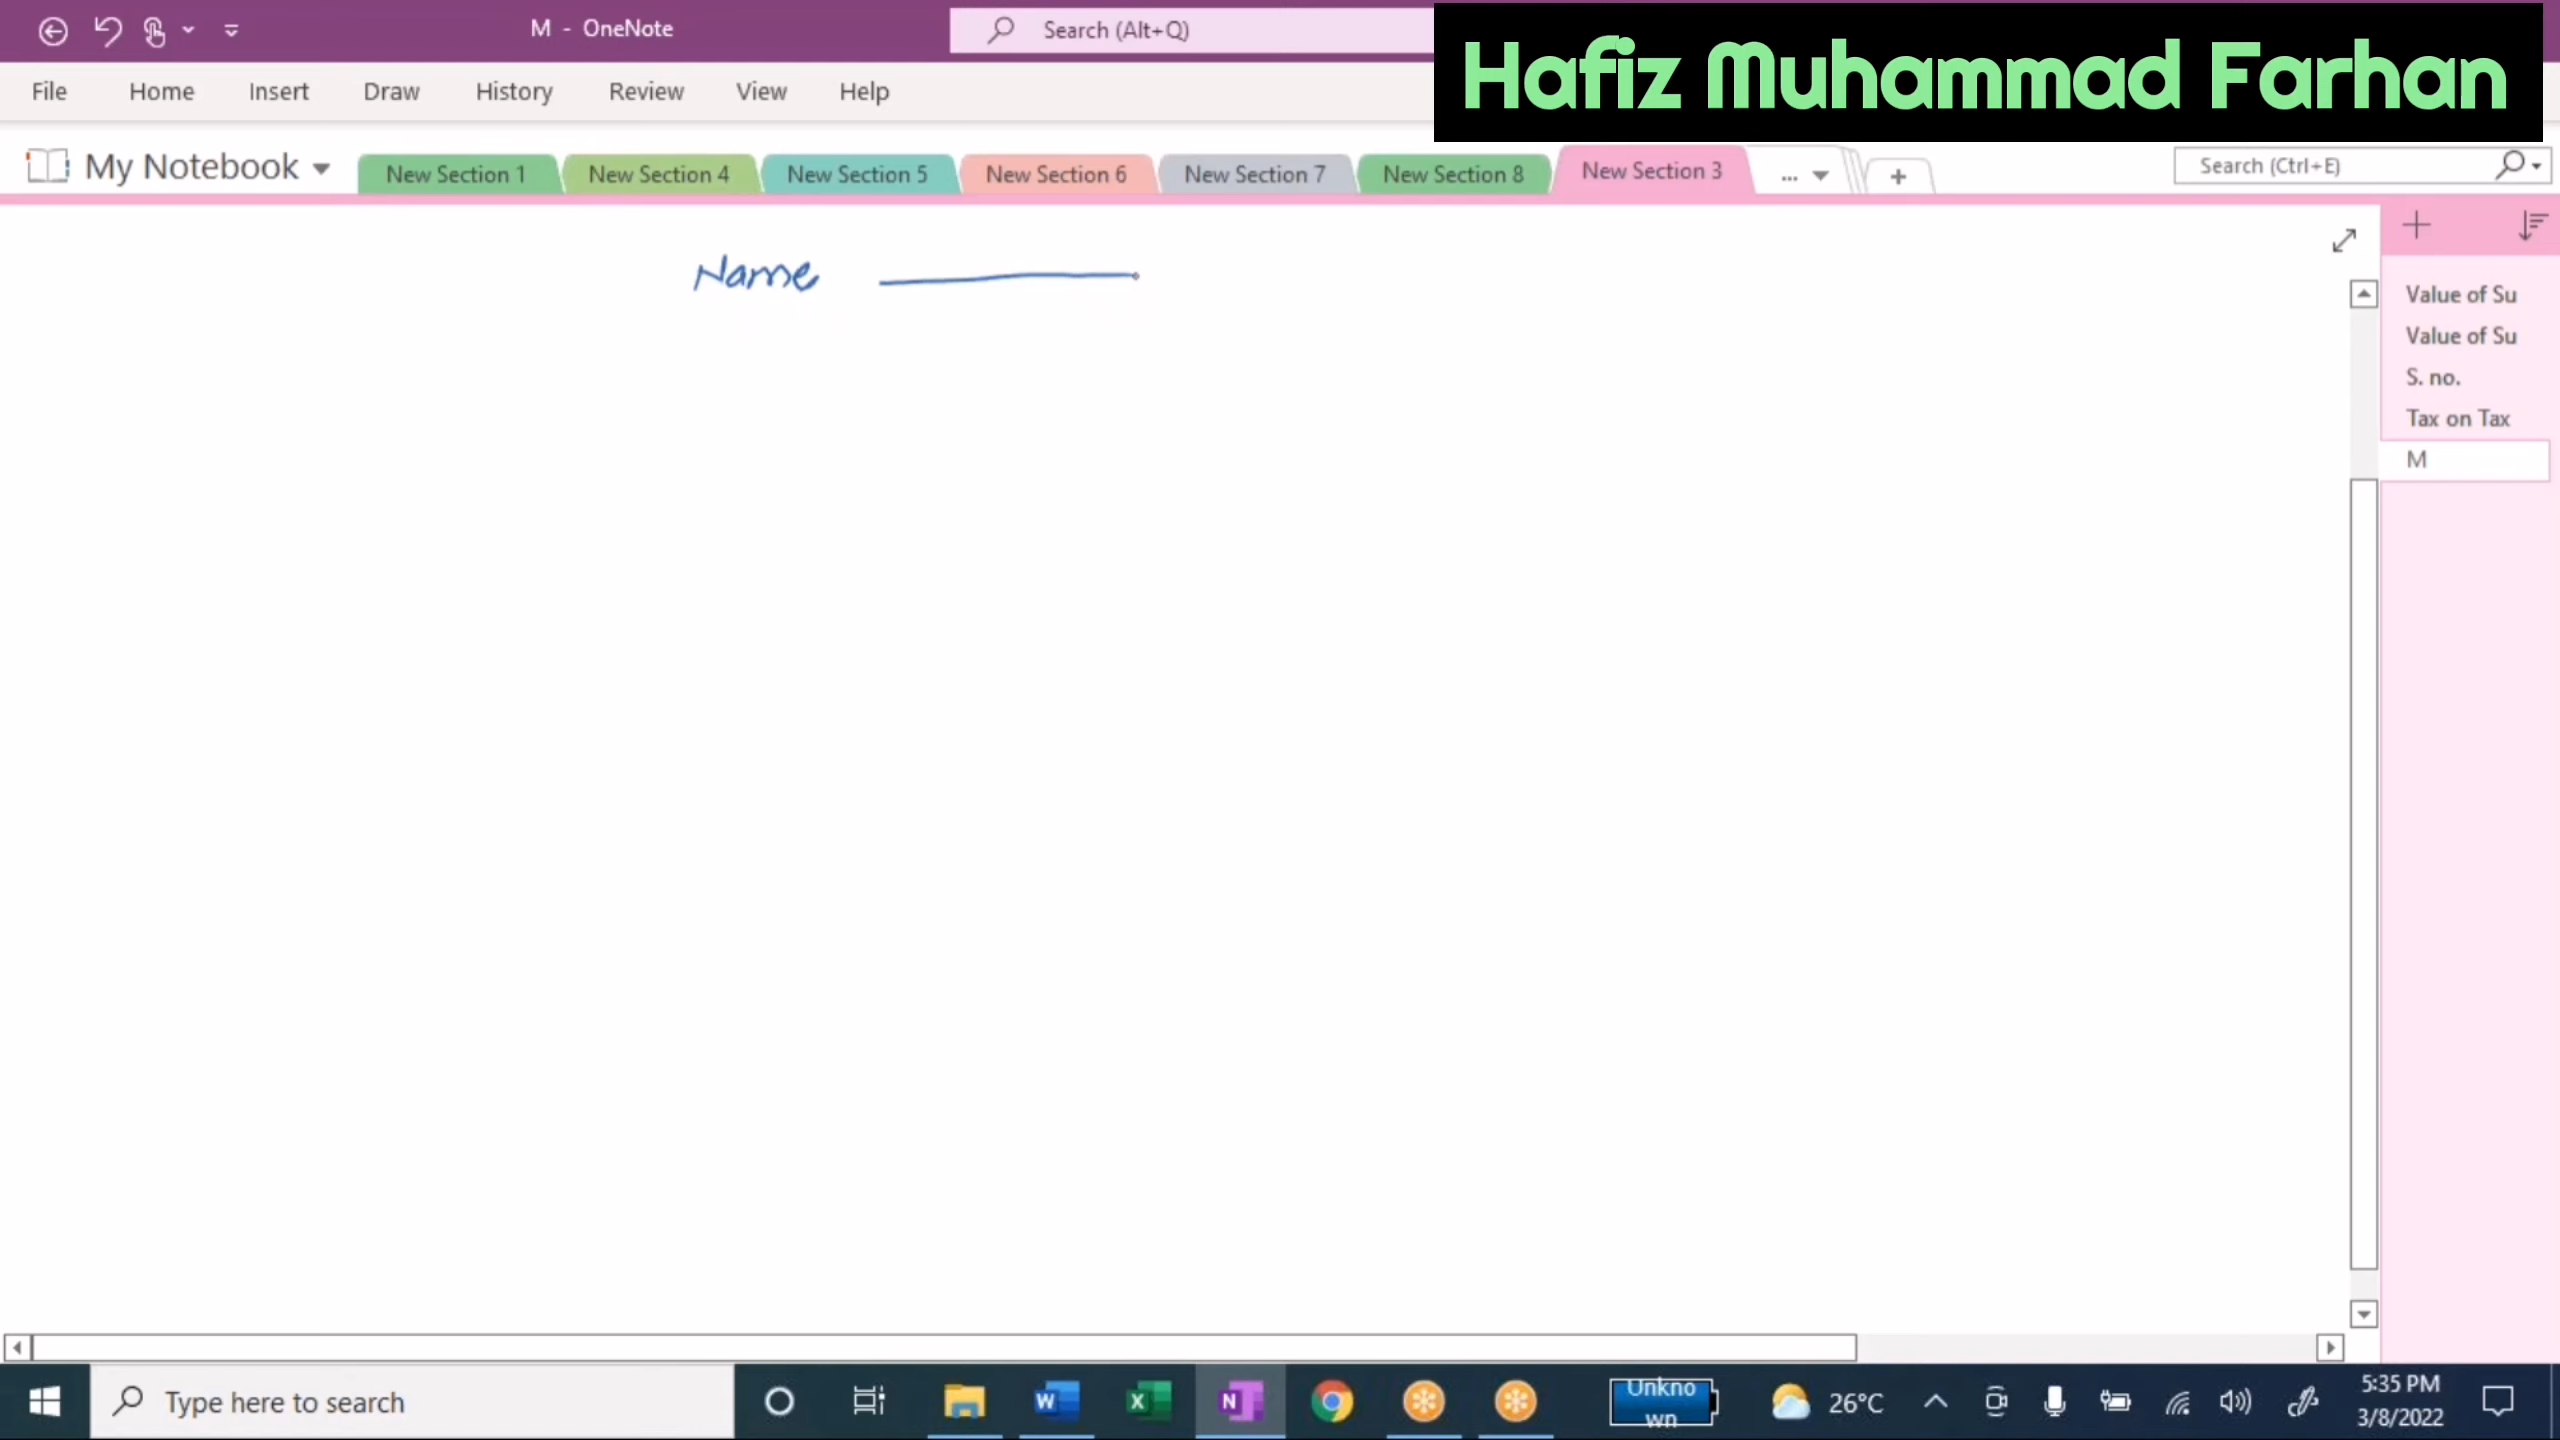 M - OneNote
Search (Alt+Q)
Hafiz Muhammad Farhan
File Home Insert Draw History Review View Help
My Notebook
New Section 1 New Section 4 New Section 5 New Section 6 New Section 7 New Section 8 New Section 3 ...
Search (Ctrl+E)
Name
Value of Su
Value of Su
S. no.
Tax on Tax
M
Type here to search
Unkno
wn
26°C
5:35 PM
3/8/2022